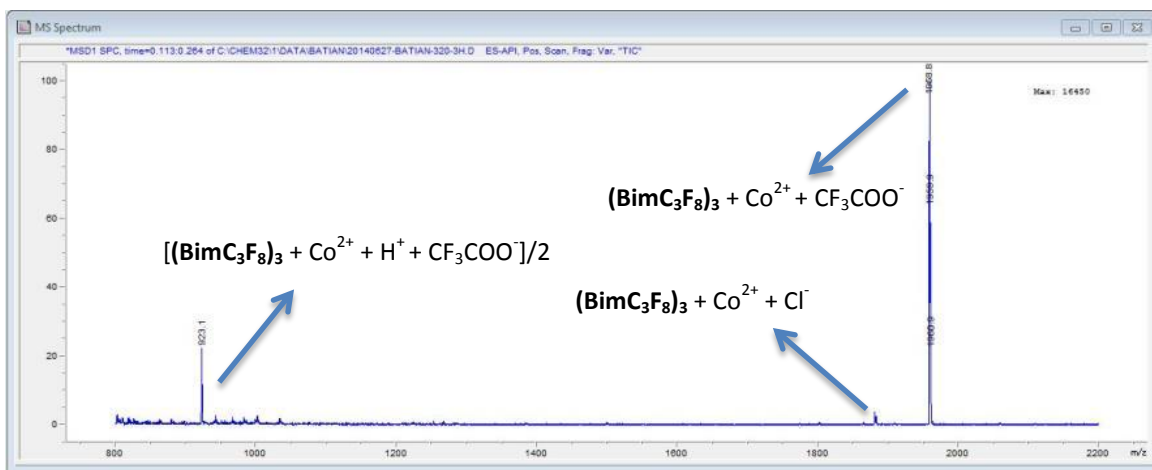 MS Spectrum
*MSD1 SPC, time=0.113:0.264 of C:\CHEM32\1\DATA\BATIAN\20140627-BATIAN-320-3H.D ES-API, Pos, Scan, Frag: Var, "TIC"
100
80
60
40
20
0
Max: 16450
1958.8
1959.9
1960.9
923.1
(BimC₃F₈)₃ + Co²⁺ + CF₃COO⁻
[(BimC₃F₈)₃ + Co²⁺ + H⁺ + CF₃COO⁻]/2
(BimC₃F₈)₃ + Co²⁺ + Cl⁻
800 1000 1200 1400 1600 1800 2000 2200 m/z